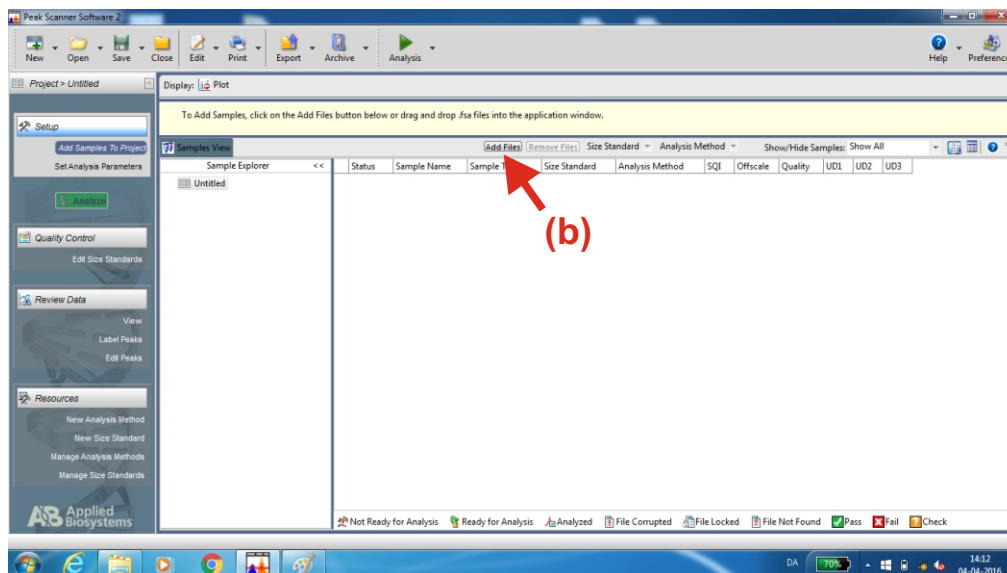 Peak Scanner Software 2
New Open Save Close Edit Print Export Archive Analysis Help Preference
Project > Untitled << Display: Plot
To Add Samples, click on the Add Files button below or drag and drop .fsa files into the application window.
Setup
Add Samples To Project
Set Analysis Parameters
Analyze
Quality Control
Edit Size Standards
Review Data
View
Label Peaks
Edit Peaks
Resources
New Analysis Method
New Size Standard
Manage Analysis Methods
Manage Size Standards
AB Applied Biosystems
Samples View Add Files Remove Files Size Standard Analysis Method Show/Hide Samples: Show All
Sample Explorer << Status Sample Name Sample Size Standard Analysis Method SQI Offscale Quality UD1 UD2 UD3
Untitled
(b)
Not Ready for Analysis Ready for Analysis Analyzed File Corrupted File Locked File Not Found Pass Fail Check
DA 70% 14:12
04-04-2016